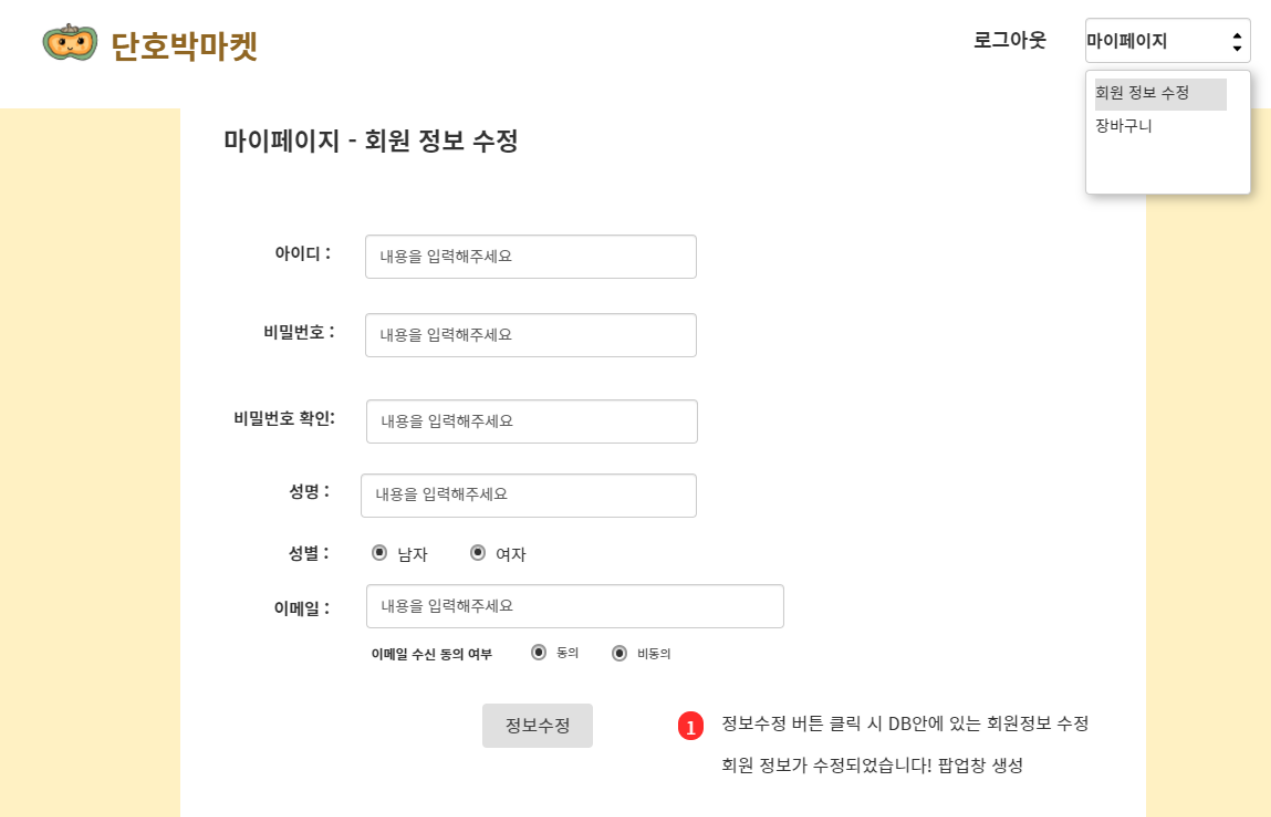 단호박마켓
로그아웃
마이페이지
회원 정보 수정
장바구니
마이페이지 - 회원 정보 수정
아이디 : 내용을 입력해주세요
비밀번호 : 내용을 입력해주세요
비밀번호 확인: 내용을 입력해주세요
성명 : 내용을 입력해주세요
성별 : 남자 여자
이메일 : 내용을 입력해주세요
이메일 수신 동의 여부 동의 비동의
정보수정
1 정보수정 버튼 클릭 시 DB안에 있는 회원정보 수정
회원 정보가 수정되었습니다! 팝업창 생성